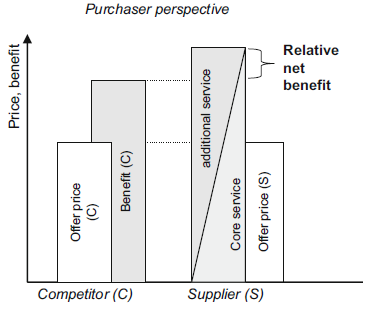 Purchaser perspective
Price, benefit
Relative
net
benefit
Offer price
(C)
Benefit (C)
additional service
Core service
Offer price (S)
Competitor (C)
Supplier (S)